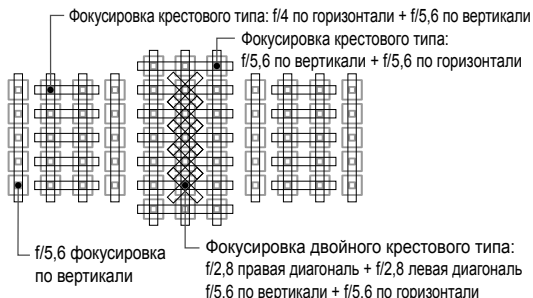 Фокусировка крестового типа: f/4 по горизонтали + f/5,6 по вертикали
Фокусировка крестового типа:
f/5,6 по вертикали + f/5,6 по горизонтали
f/5,6 фокусировка
по вертикали
Фокусировка двойного крестового типа:
f/2,8 правая диагональ + f/2,8 левая диагональ
f/5,6 по вертикали + f/5,6 по горизонтали